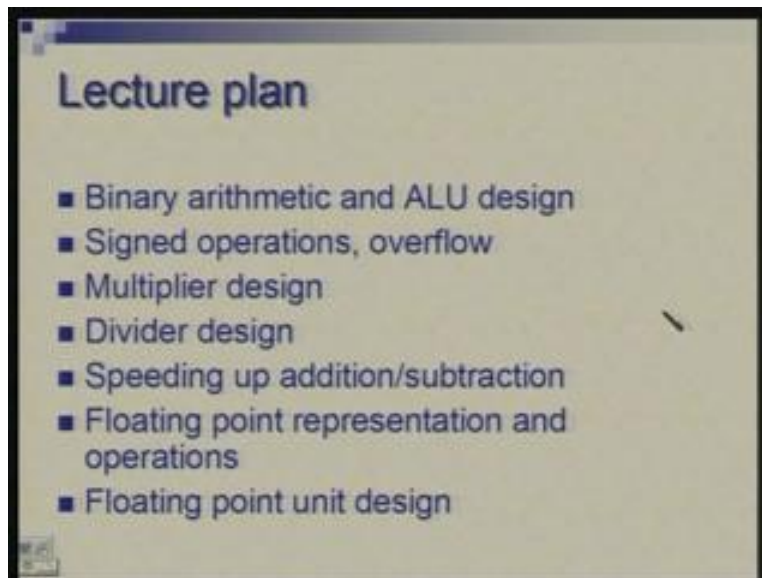 Lecture plan
Binary arithmetic and ALU design
Signed operations, overflow
Multiplier design
Divider design
Speeding up addition/subtraction
Floating point representation and
operations
Floating point unit design